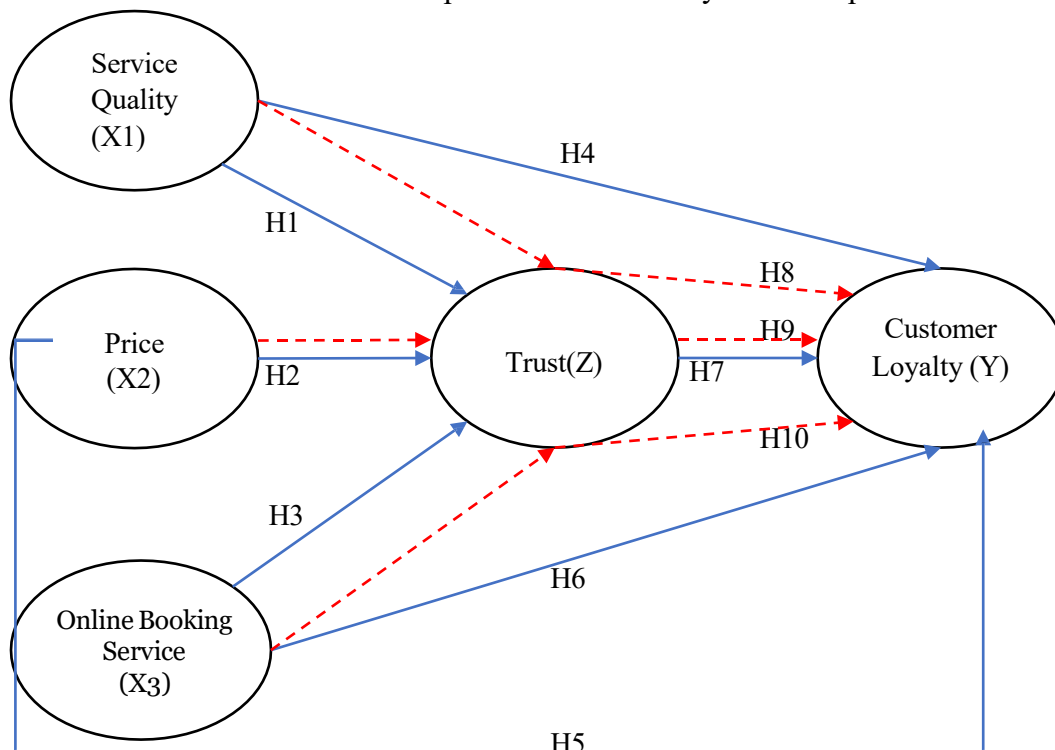 Service
Quality
(X1)
H4
H1
H8
Price
(X2)
H2
Trust(Z)
H9
H7
Customer
Loyalty (Y)
H10
H3
H6
Online Booking
Service
(X3)
H5